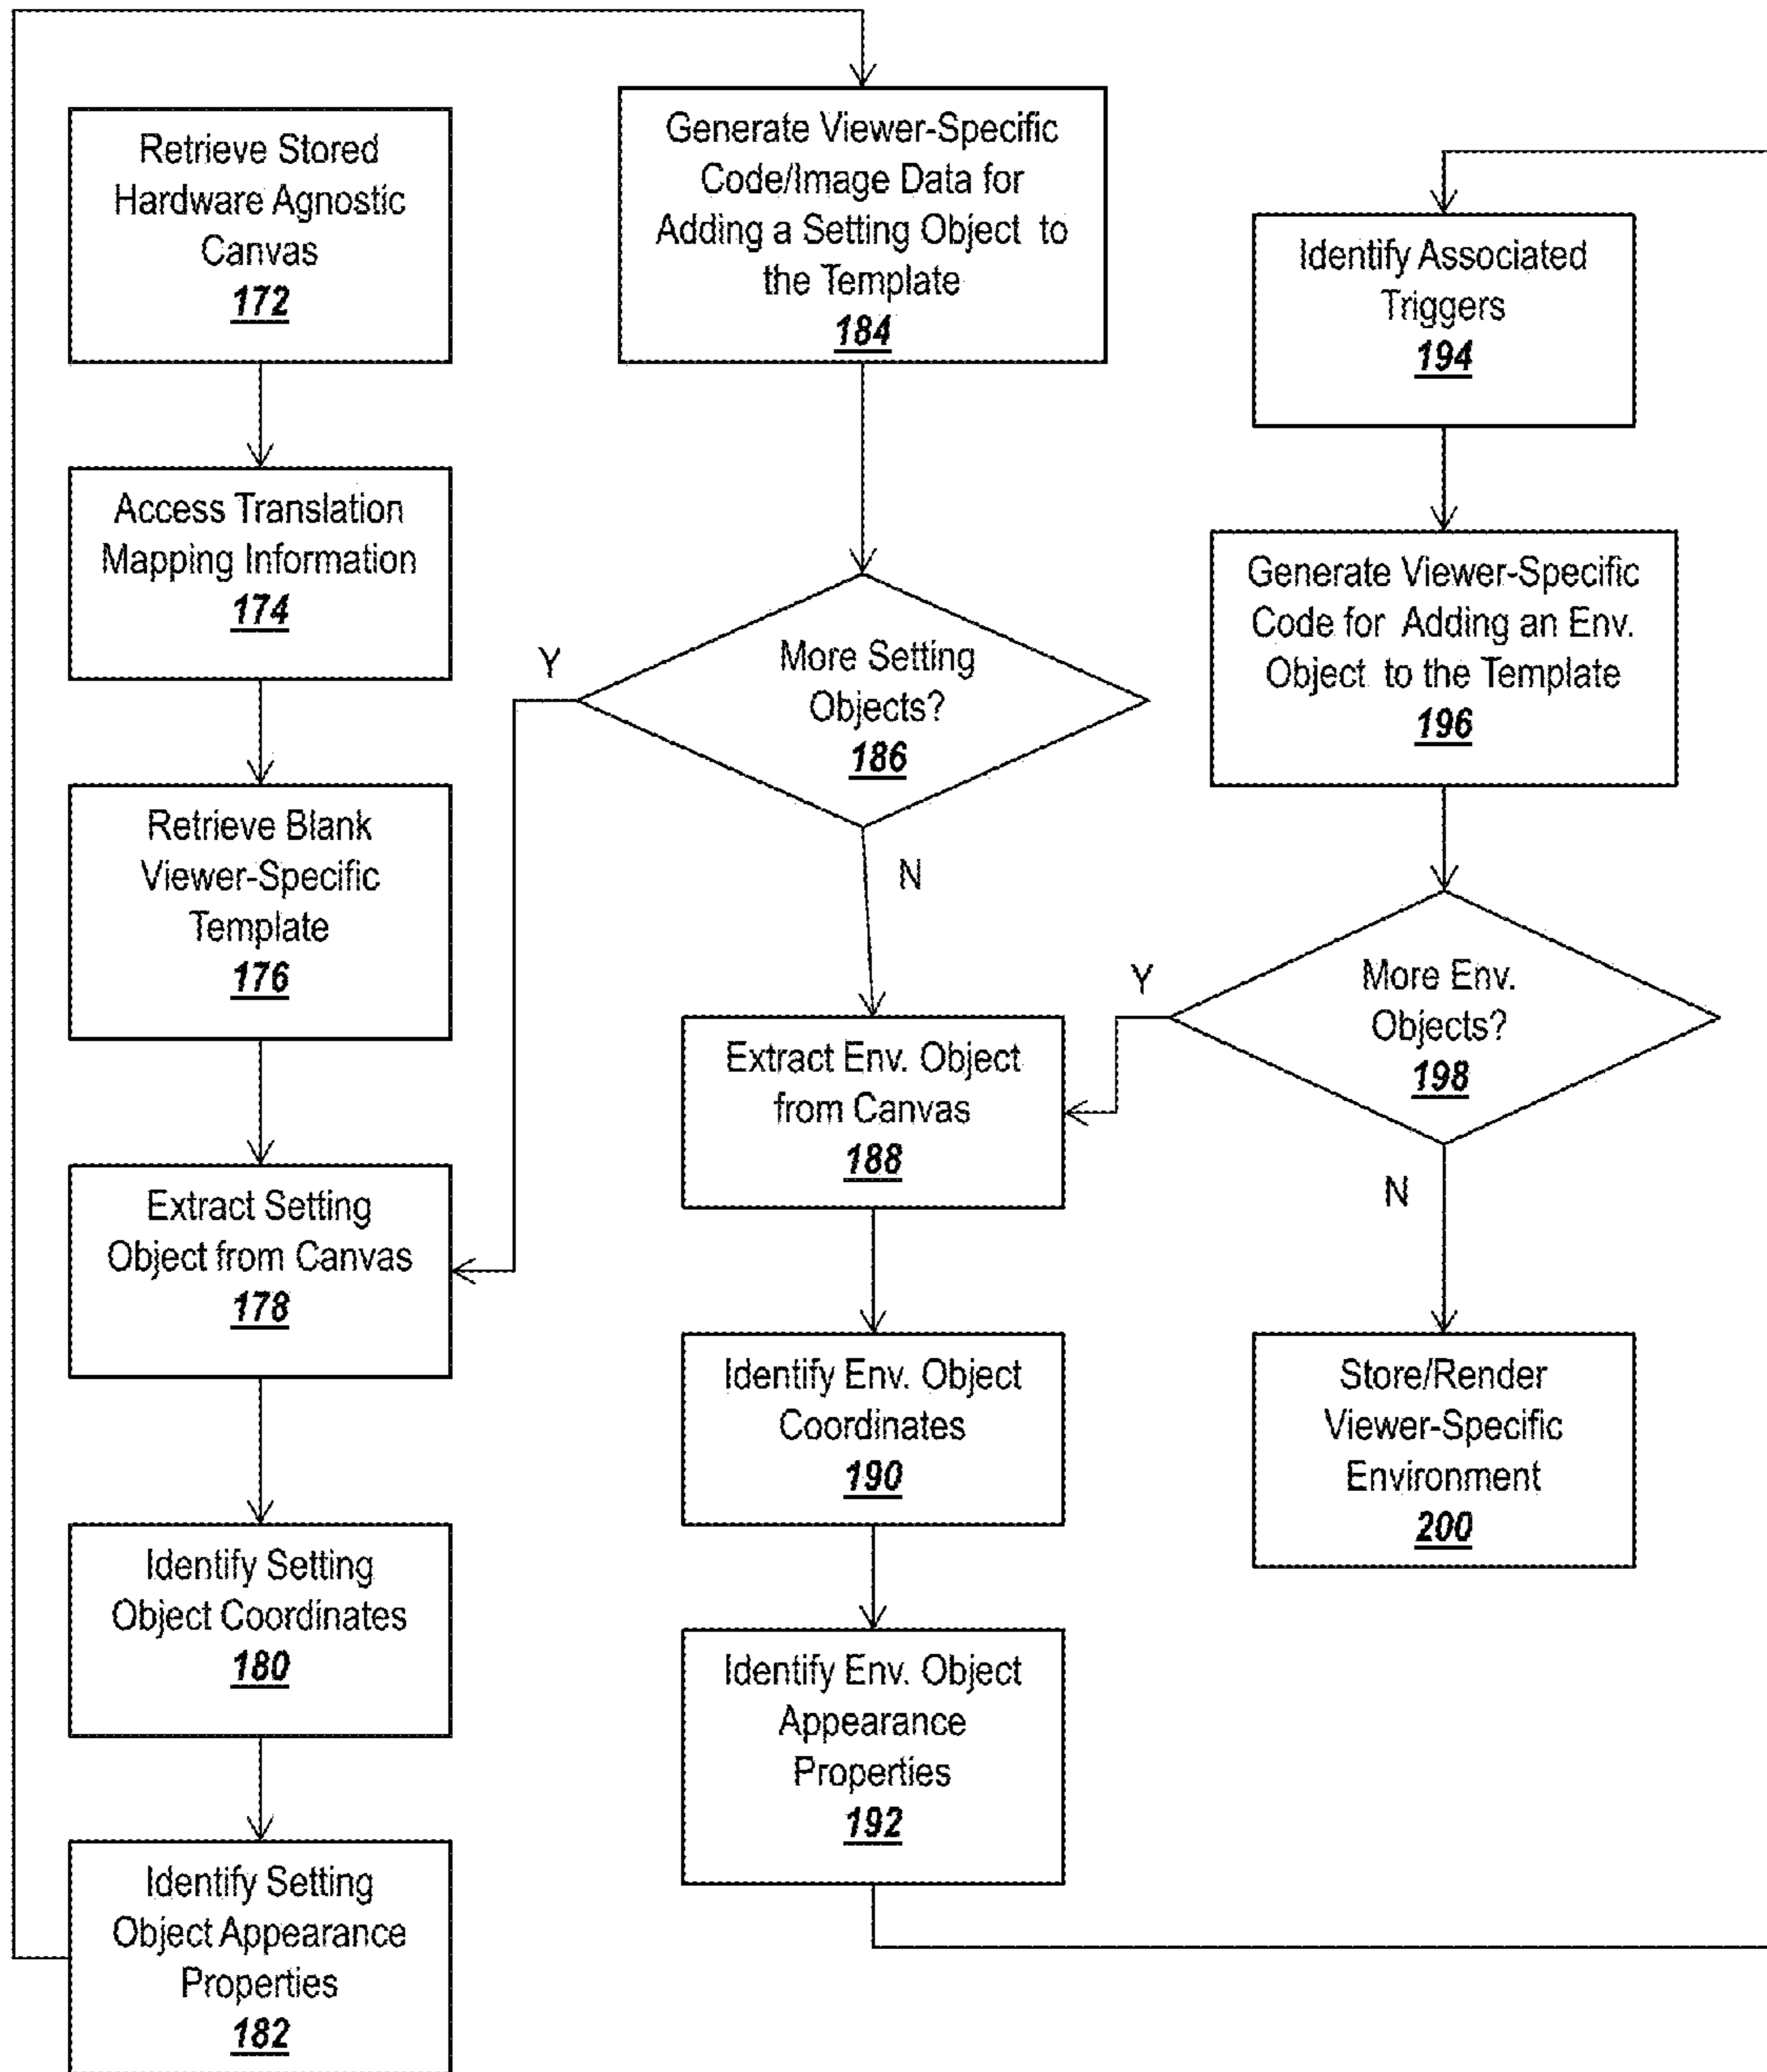 Retrieve Stored
Hardware Agnostic
Canvas
172
Access Translation
Mapping Information
174
Retrieve Blank
Viewer-Specific
Template
176
Extract Setting
Object from Canvas
178
Identify Setting
Object Coordinates
180
Identify Setting
Object Appearance
Properties
182
Generate Viewer-Specific
Code/Image Data for
Adding a Setting Object to
the Template
184
More Setting
Objects?
186
Y
N
Extract Env. Object
from Canvas
188
Identify Env. Object
Coordinates
190
Identify Env. Object
Appearance
Properties
192
Identify Associated
Triggers
194
Generate Viewer-Specific
Code for Adding an Env.
Object to the Template
196
More Env.
Objects?
198
Y
N
Store/Render
Viewer-Specific
Environment
200